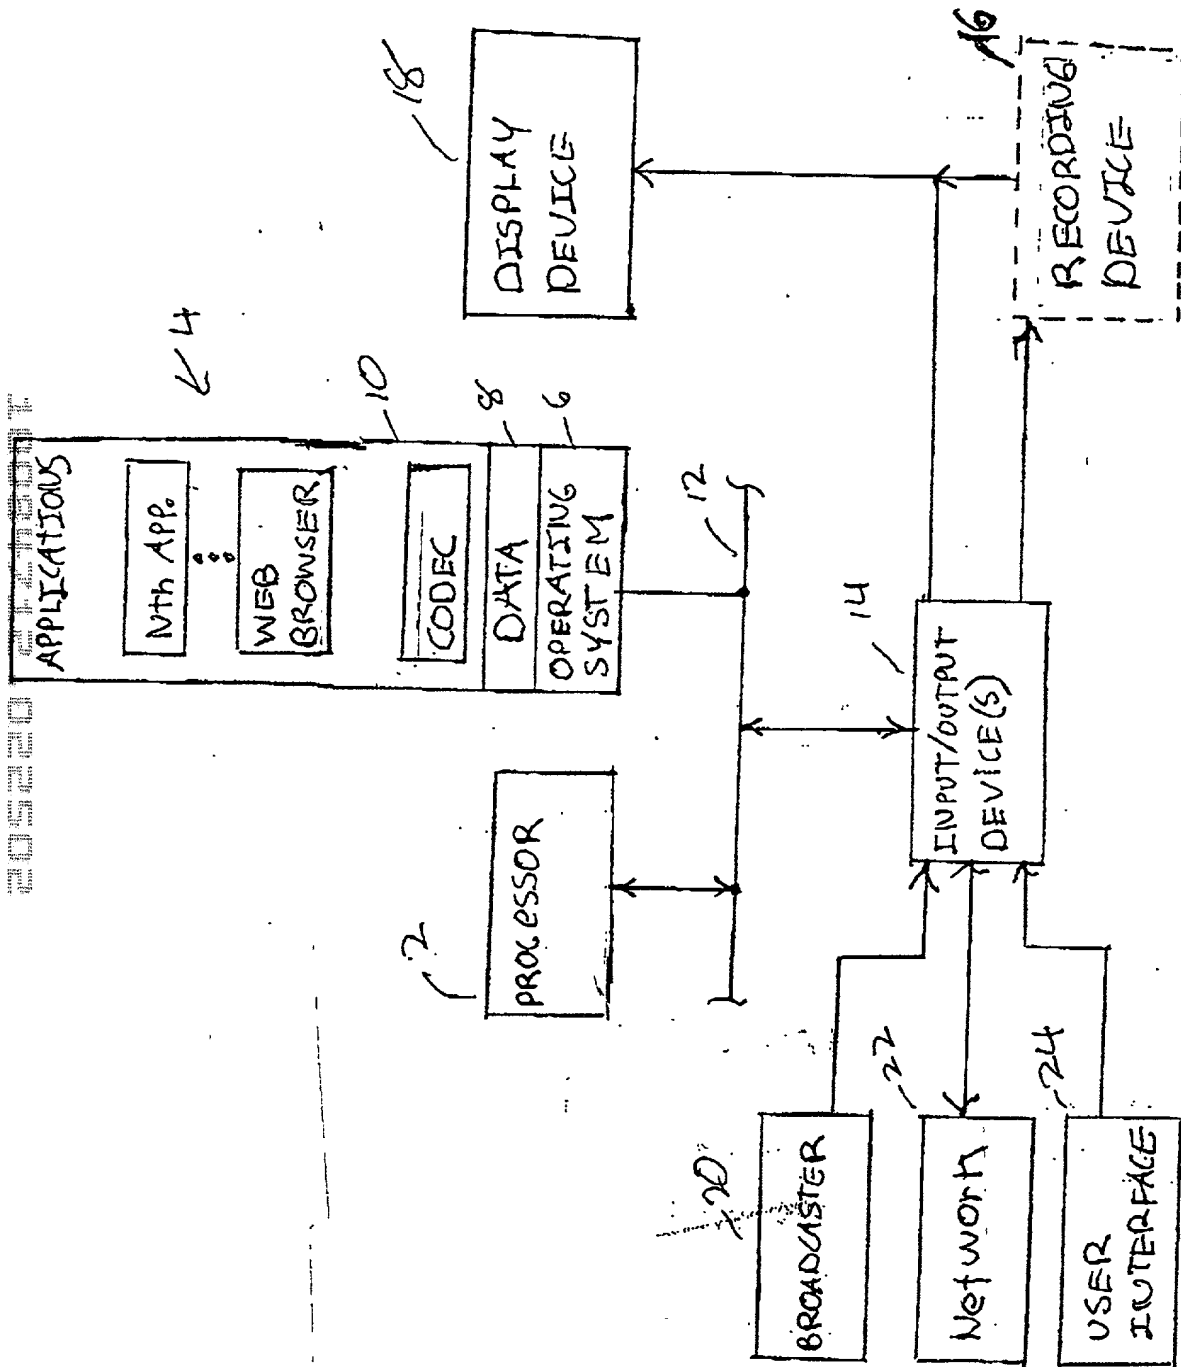 APPLICATIONS
4
Nth APP.
WEB
BROWSER
10
CODEC
DATA
8
OPERATING
SYSTEM
6
2
PROCESSOR
12
18
DISPLAY
DEVICE
20
BROADCASTER
22
Network
24
USER
INTERFACE
14
INPUT/OUTPUT
DEVICE(S)
16
RECORDING
DEVICE